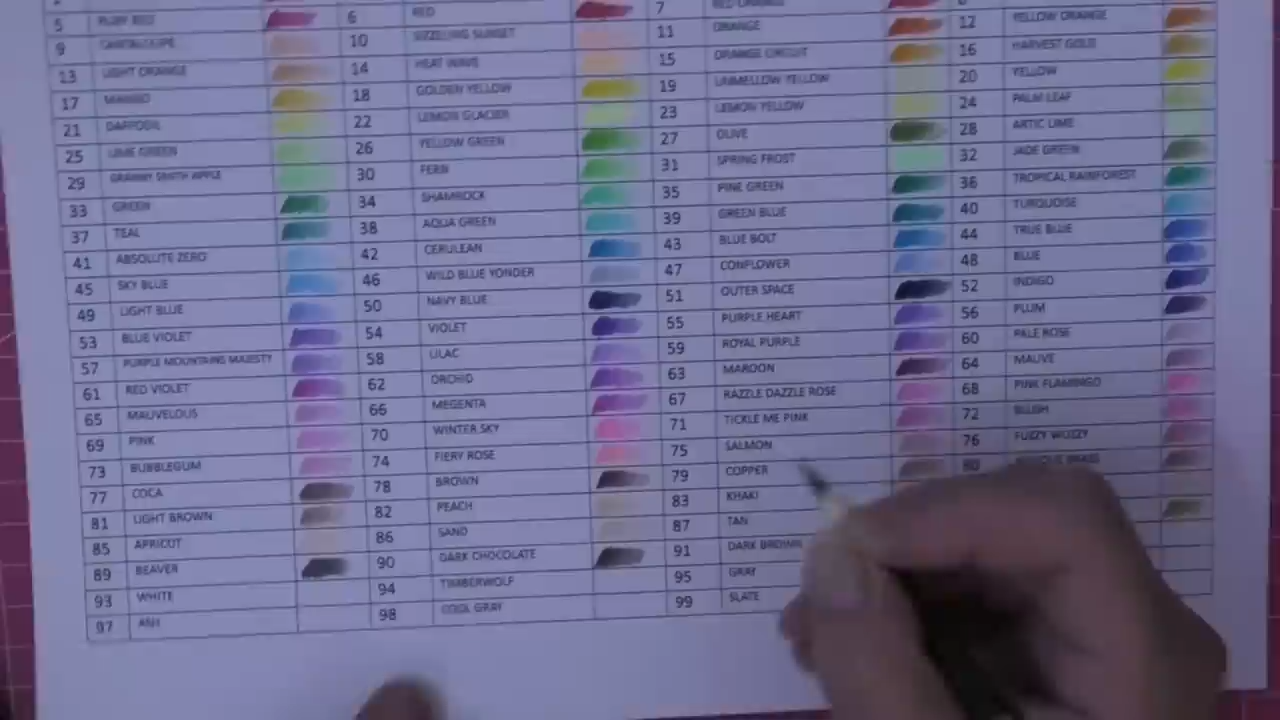 5 RUBY RED 6 RED 7 RED ORANGE 8
9 CANTALOUPE 10 SIZZLING SUNSET 11 ORANGE 12 YELLOW ORANGE
13 LIGHT ORANGE 14 HEAT WAVE 15 ORANGE CIRCUIT 16 HARVEST GOLD
17 MANGO 18 GOLDEN YELLOW 19 UNMELLOW YELLOW 20 YELLOW
21 DAFFODIL 22 LEMON GLACIER 23 LEMON YELLOW 24 PALM LEAF
25 LIME GREEN 26 YELLOW GREEN 27 OLIVE 28 ARTIC LIME
29 GRANNY SMITH APPLE 30 FERN 31 SPRING FROST 32 JADE GREEN
33 GREEN 34 SHAMROCK 35 PINE GREEN 36 TROPICAL RAINFOREST
37 TEAL 38 AQUA GREEN 39 GREEN BLUE 40 TURQUOISE
41 ABSOLUTE ZERO 42 CERULEAN 43 BLUE BOLT 44 TRUE BLUE
45 SKY BLUE 46 WILD BLUE YONDER 47 CONFLOWER 48 BLUE
49 LIGHT BLUE 50 NAVY BLUE 51 OUTER SPACE 52 INDIGO
53 BLUE VIOLET 54 VIOLET 55 PURPLE HEART 56 PLUM
57 PURPLE MOUNTAINS MAJESTY 58 LILAC 59 ROYAL PURPLE 60 PALE ROSE
61 RED VIOLET 62 ORCHID 63 MAROON 64 MAUVE
65 MAUVELOUS 66 MEGENTA 67 RAZZLE DAZZLE ROSE 68 PINK FLAMINGO
69 PINK 70 WINTER SKY 71 TICKLE ME PINK 72 BLUSH
73 BUBBLEGUM 74 FIERY ROSE 75 SALMON 76 FUZZY WUZZY
77 COCA 78 BROWN 79 COPPER 80 BRASS
81 LIGHT BROWN 82 PEACH 83 KHAKI
85 APRICOT 86 SAND 87 TAN
89 BEAVER 90 DARK CHOCOLATE 91 DARK BROWN
93 WHITE 94 TIMBERWOLF 95 GRAY
97 98 COOL GRAY 99 SLATE